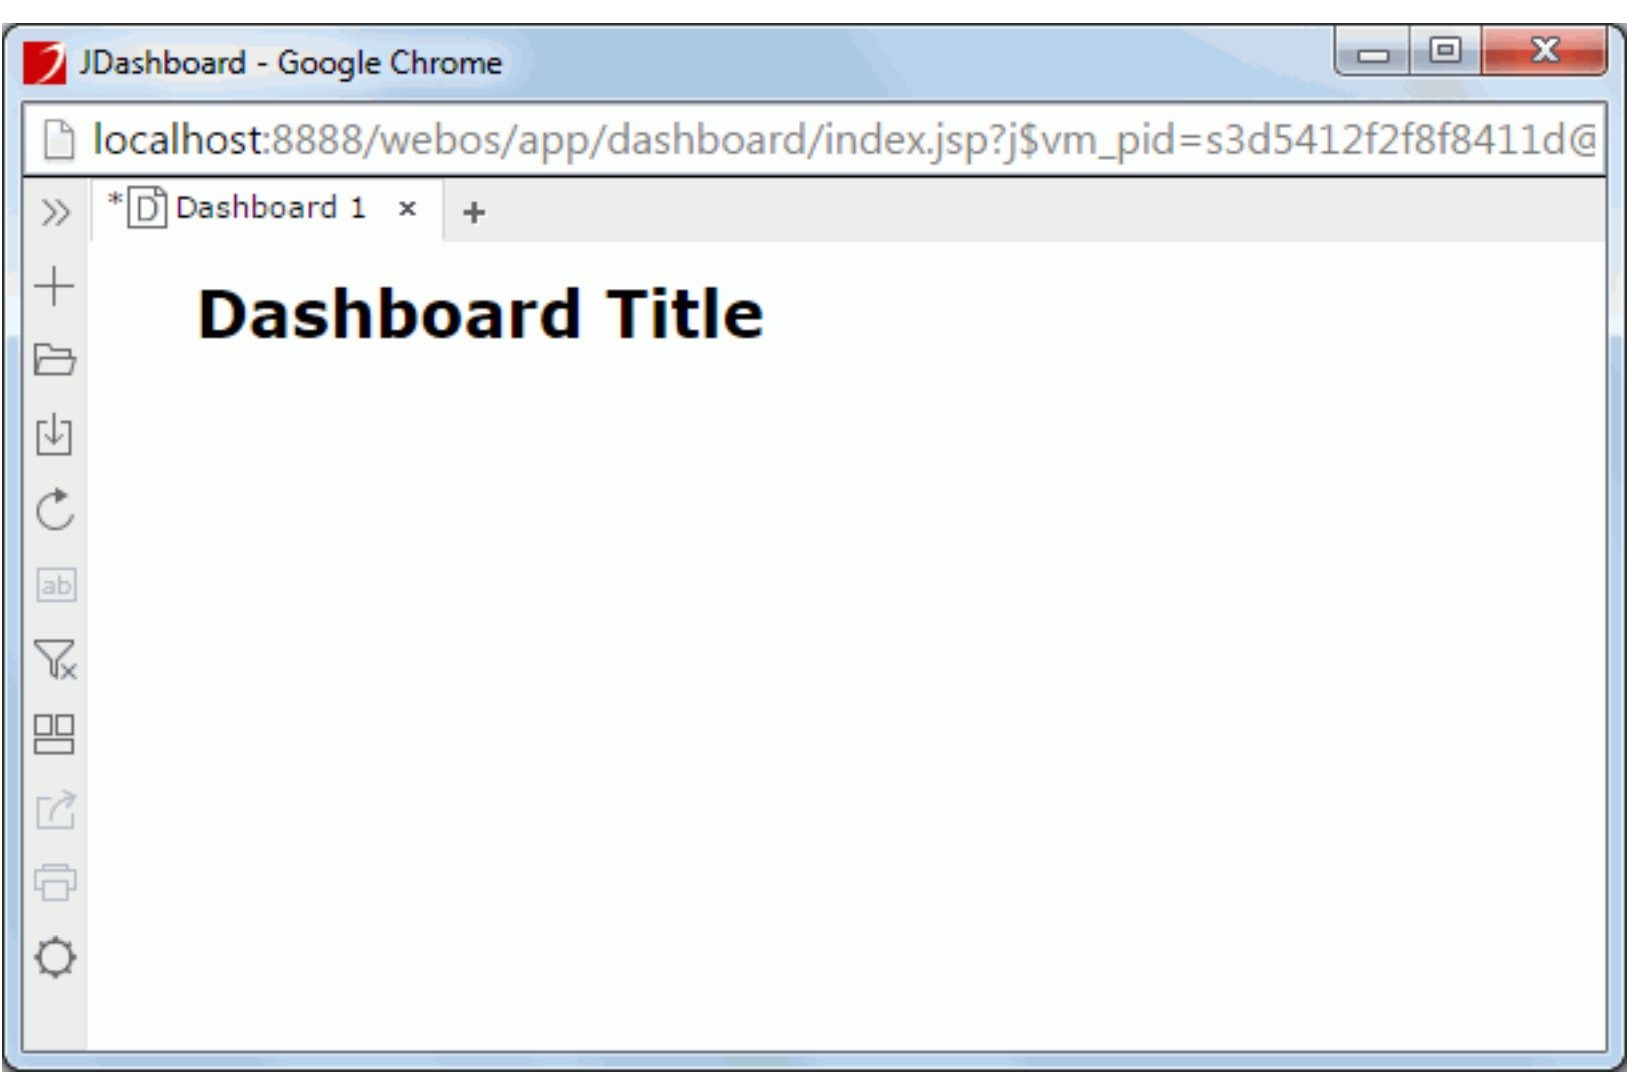 JDashboard - Google Chrome
localhost:8888/webos/app/dashboard/index.jsp?j$vm_pid=s3d5412f2f8f8411d@
* D Dashboard 1 × +
Dashboard Title
ab